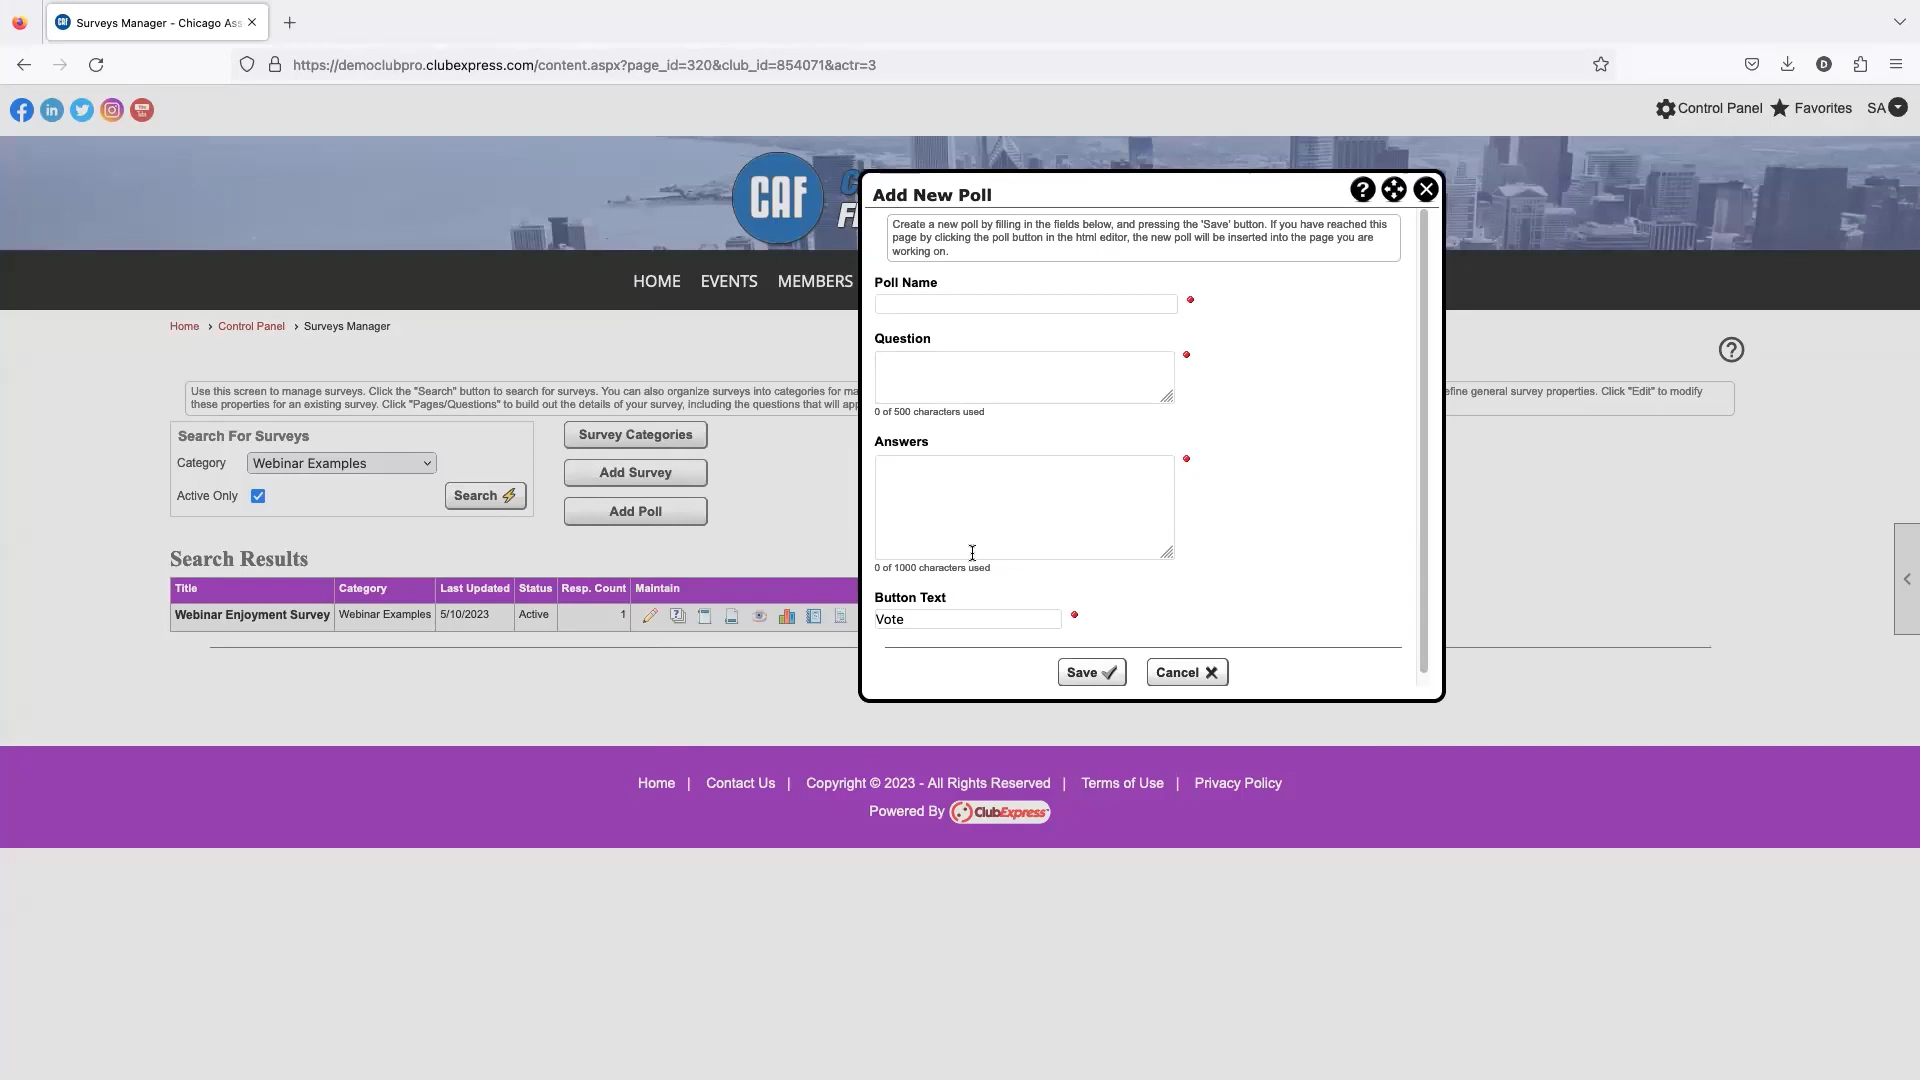 Surveys Manager - Chicago Ass
https://democlubpro.clubexpress.com/content.aspx?page_id=320&club_id=854071&actr=3
Control Panel Favorites SA
CAF
HOME EVENTS MEMBERS
Home › Control Panel › Surveys Manager
Use this screen to manage surveys. Click the "Search" button to search for surveys. You can also organize surveys into categories for ma
efine general survey properties. Click "Edit" to modify
these properties for an existing survey. Click "Pages/Questions" to build out the details of your survey, including the questions that will app
Search For Surveys
Category Webinar Examples
Active Only
Search
Survey Categories
Add Survey
Add Poll
Search Results
Title Category Last Updated Status Resp. Count Maintain
Webinar Enjoyment Survey Webinar Examples 5/10/2023 Active 1
Add New Poll
Create a new poll by filling in the fields below, and pressing the 'Save' button. If you have reached this
page by clicking the poll button in the html editor, the new poll will be inserted into the page you are
working on.
Poll Name
Question
0 of 500 characters used
Answers
0 of 1000 characters used
Button Text
Vote
Save Cancel
Home | Contact Us | Copyright © 2023 - All Rights Reserved | Terms of Use | Privacy Policy
Powered By ClubExpress